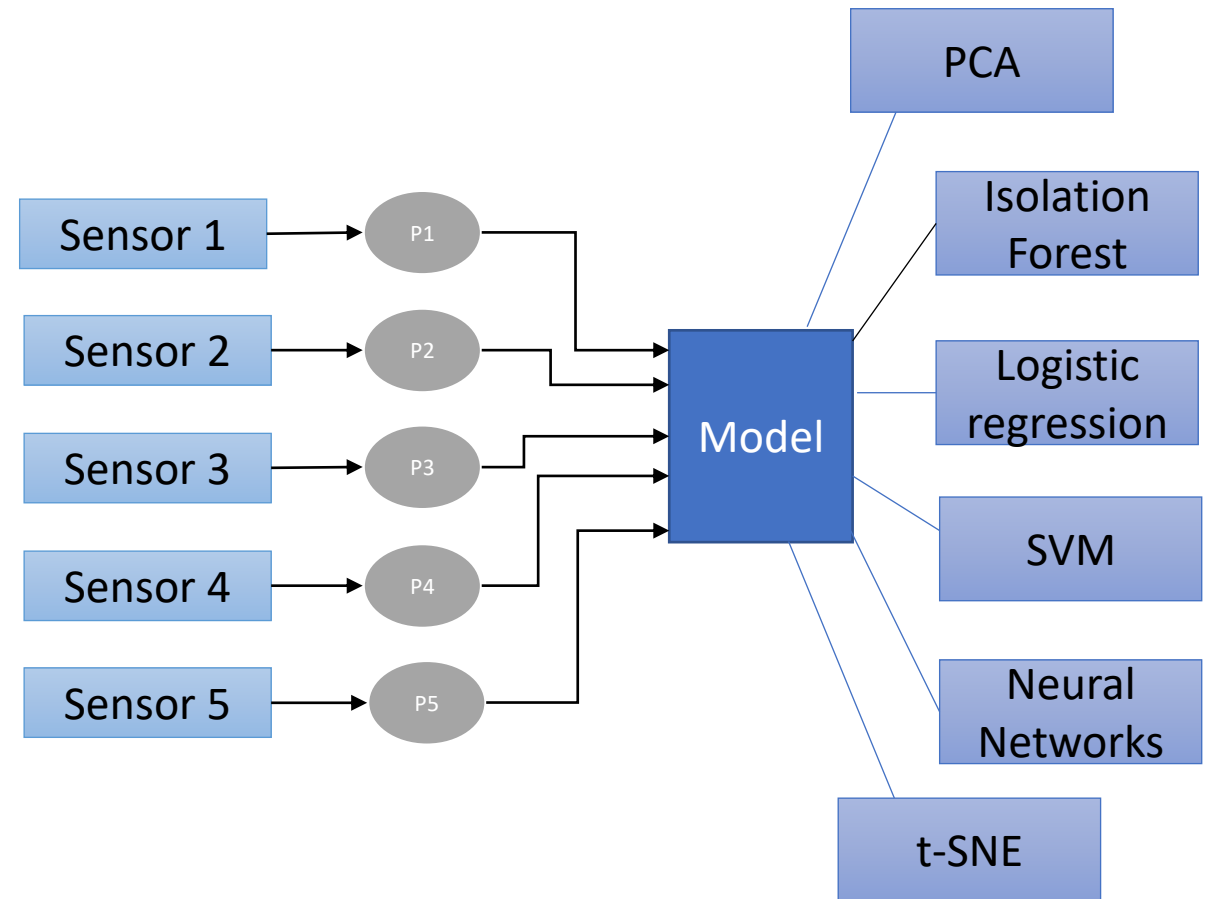 PCA
Isolation
Forest
Sensor 1
P1
Sensor 2
P2
Logistic
regression
Model
Sensor 3
P3
SVM
Sensor 4
P4
Neural
Networks
Sensor 5
P5
t-SNE